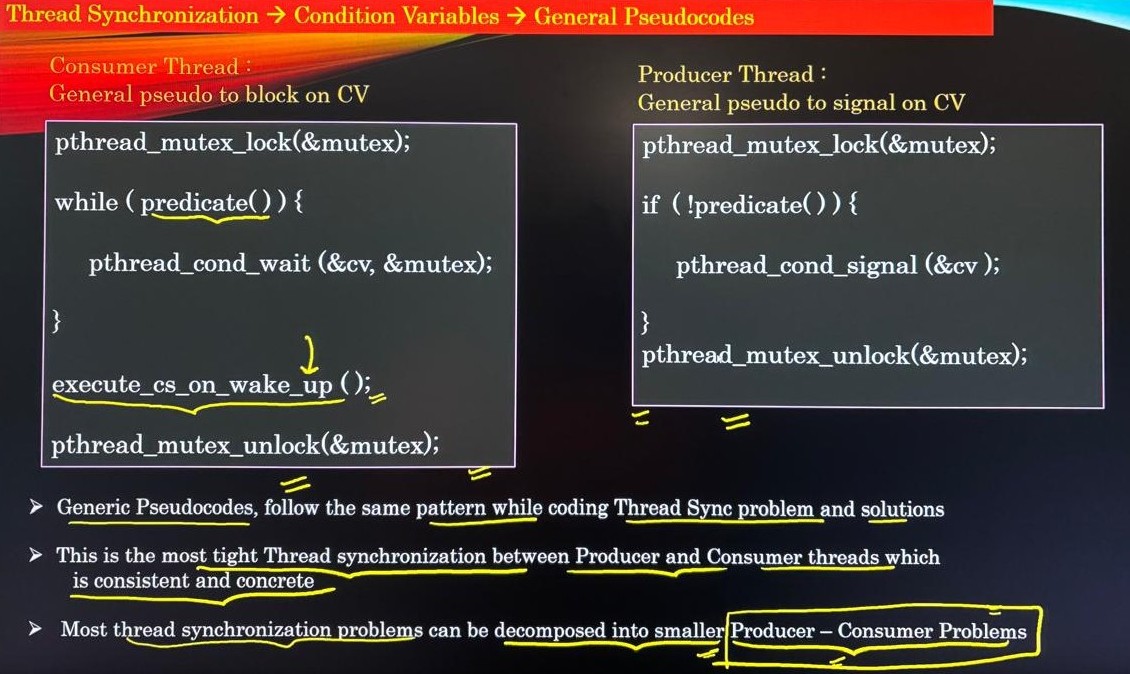 Thread Synchronization → Condition Variables → General Pseudocodes
Consumer Thread :
General pseudo to block on CV
pthread_mutex_lock(&mutex);
while ( predicate( ) ) {
pthread_cond_wait (&cv, &mutex);
}
execute_cs_on_wake_up ( );
pthread_mutex_unlock(&mutex);
Producer Thread :
General pseudo to signal on CV
pthread_mutex_lock(&mutex);
if ( !predicate( ) ) {
pthread_cond_signal (&cv );
}
pthread_mutex_unlock(&mutex);
➢ Generic Pseudocodes, follow the same pattern while coding Thread Sync problem and solutions
➢ This is the most tight Thread synchronization between Producer and Consumer threads which
is consistent and concrete
➢ Most thread synchronization problems can be decomposed into smaller Producer – Consumer Problems